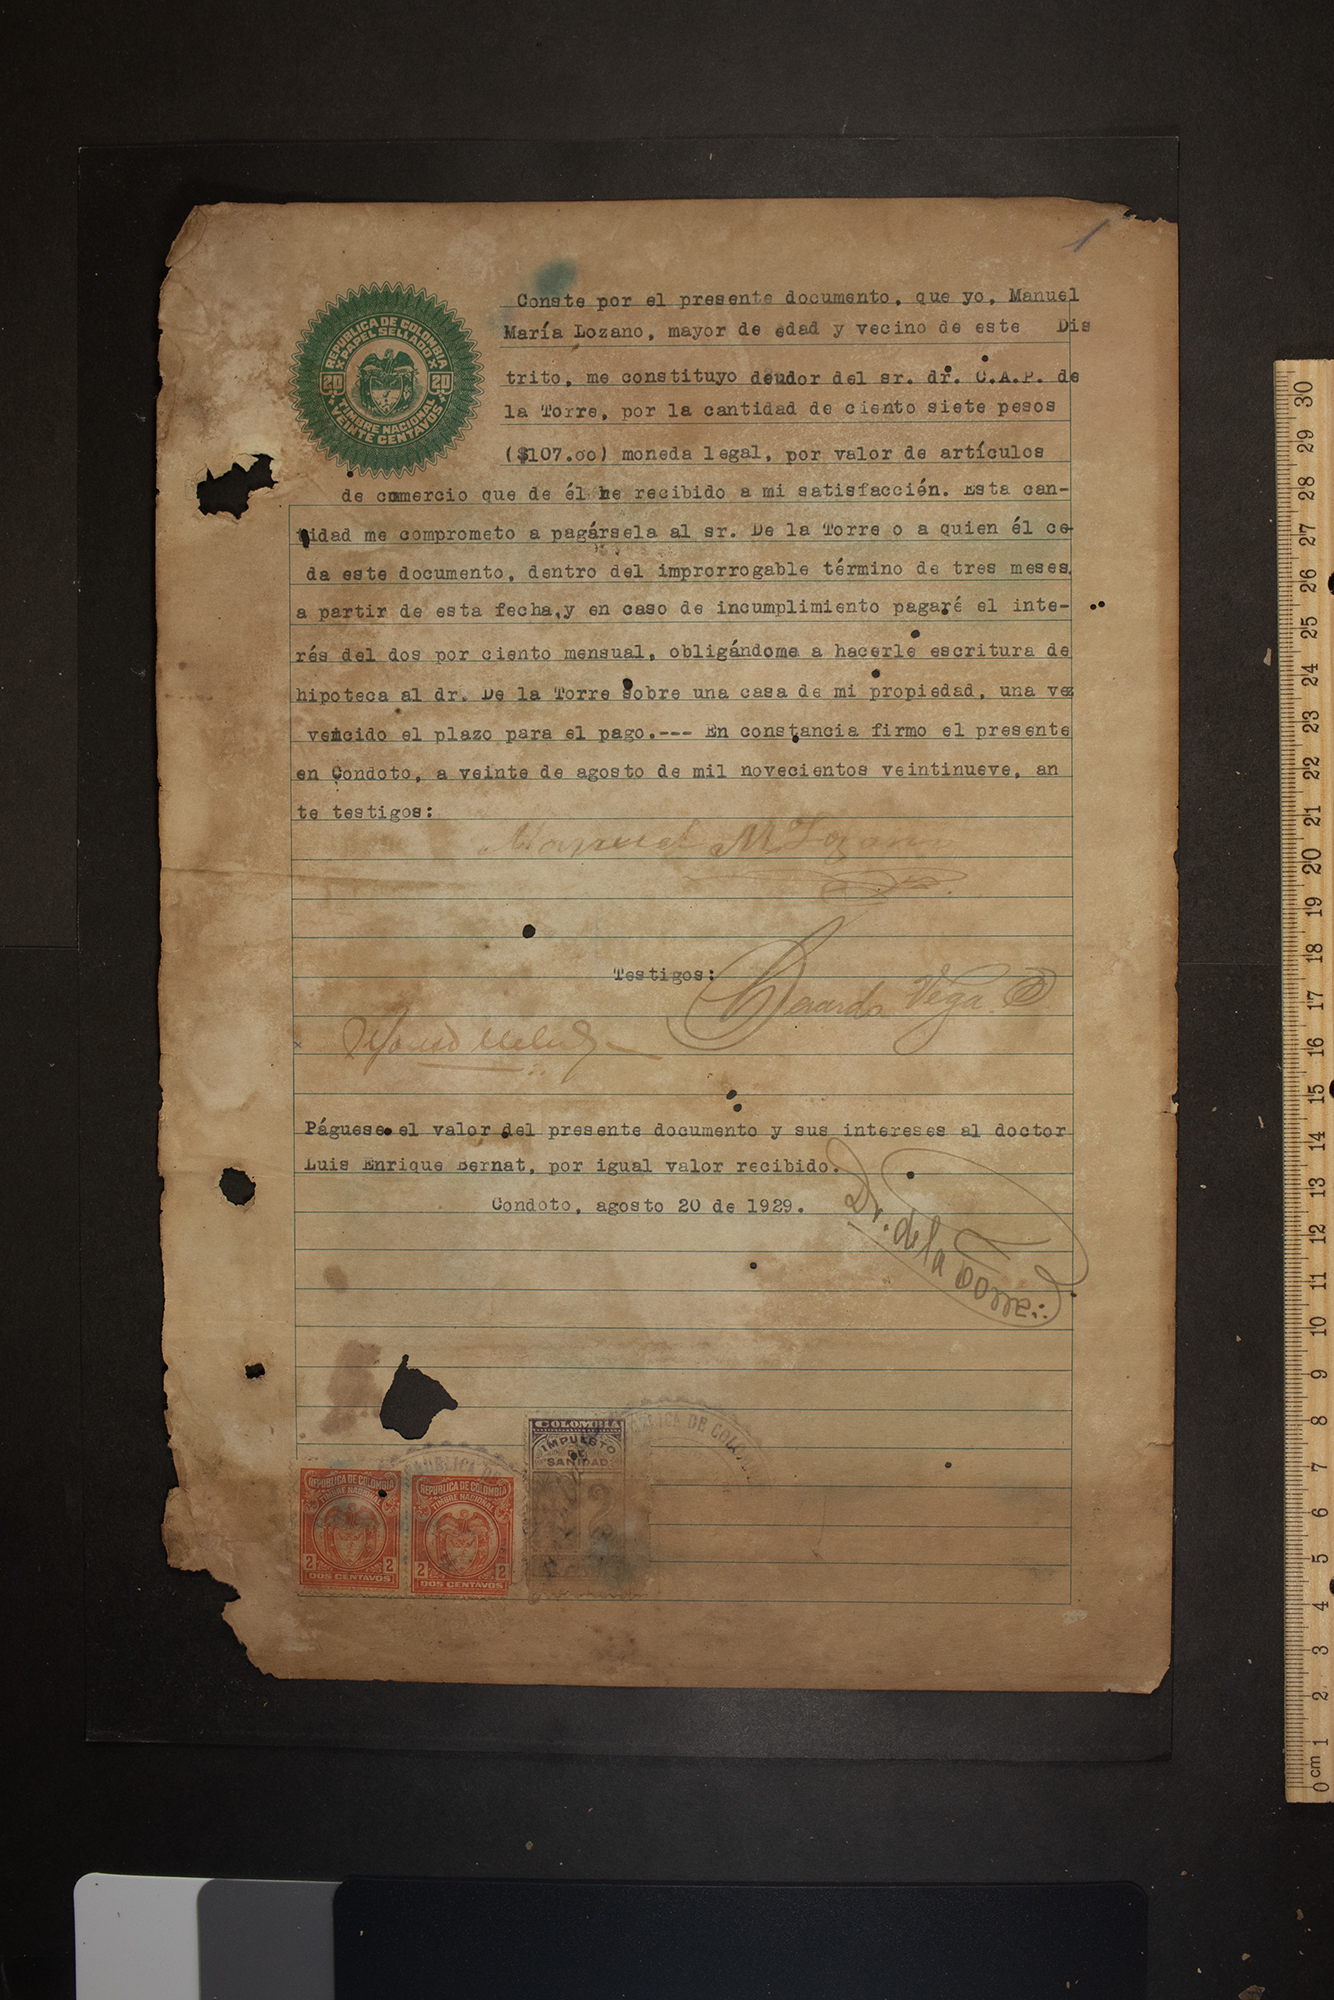 1
REPUBLICA DE COLOMBIA
PAPEL SELLADO
20 20
TIMBRE NACIONAL
VEINTE CENTAVOS
Conste por el presente documento, que yo, Manuel
María Lozano, mayor de edad y vecino de este Dis
trito, me constituyo deudor del sr. dr. C.A.P. de
la Torre, por la cantidad de ciento siete pesos
($107.oo) moneda legal, por valor de artículos
de comercio que de él he recibido a mi satisfacción. Esta can-
tidad me comprometo a pagársela al sr. De la Torre o a quien él ce-
da este documento, dentro del improrrogable término de tres meses,
a partir de esta fecha,y en caso de incumplimiento pagaré el inte-
rés del dos por ciento mensual, obligándome a hacerle escritura de
hipoteca al dr. De la Torre sobre una casa de mi propiedad, una vez
vencido el plazo para el pago.--- En constancia firmo el presente
en Condoto, a veinte de agosto de mil novecientos veintinueve, an
te testigos:
Manuel M Lozano
Testigos:
Gerardo Vega
Páguese el valor del presente documento y sus intereses al doctor
Luis Enrique Bernat, por igual valor recibido.
Condoto, agosto 20 de 1929.
Dr. de la Torre
COLOMBIA
IMPUESTO
DE
SANIDAD
REPUBLICA DE COLOMBIA
TIMBRE NACIONAL
2 2
DOS CENTAVOS
REPUBLICA DE COLOMBIA
TIMBRE NACIONAL
2 2
DOS CENTAVOS
0 cm 1 2 3 4 5 6 7 8 9 10 11 12 13 14 15 16 17 18 19 20 21 22 23 24 25 26 27 28 29 30